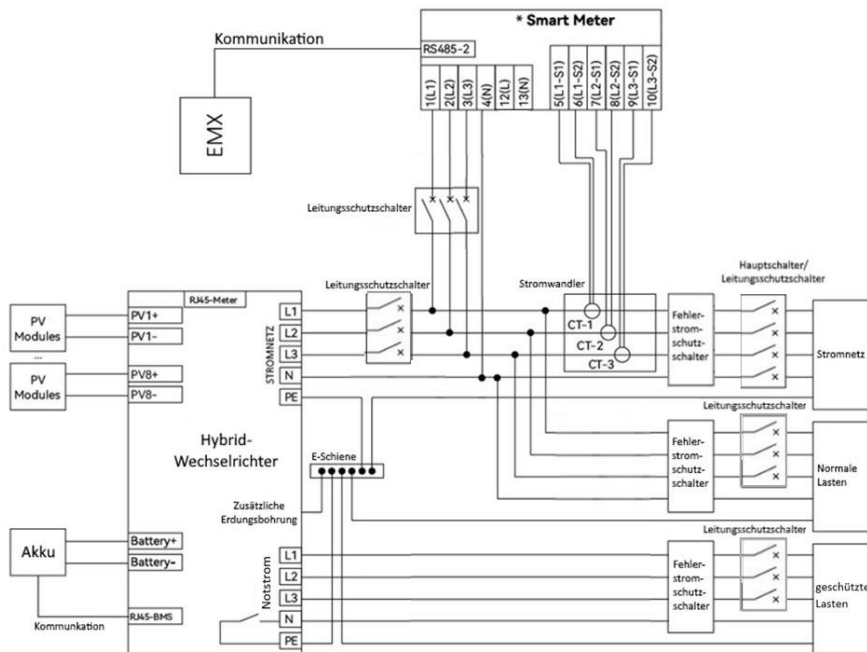 * Smart Meter
Kommunikation
RS485-2
1(L1)
2(L2)
3(L3)
4(N)
12(L)
13(N)
5(L1-S1)
6(L1-S2)
7(L2-S1)
8(L2-S2)
9(L3-S1)
10(L3-S2)
EMX
Leitungsschutzschalter
Hauptschalter/
Leitungsschutzschalter
Leitungsschutzschalter
Stromwandler
RJ45-Meter
PV
Modules
PV1+
PV1-
...
PV
Modules
PV8+
PV8-
STROMNETZ
L1
L2
L3
N
PE
CT-1
CT-2
CT-3
Fehler-
strom-
schutz-
schalter
Stromnetz
Hybrid-
Wechselrichter
E-Schiene
Leitungsschutzschalter
Fehler-
strom-
schutz-
schalter
Normale
Lasten
Zusätzliche
Erdungsbohrung
Leitungsschutzschalter
Akku
Battery+
Battery-
Notstrom
L1
L2
L3
N
PE
Fehler-
strom-
schutz-
schalter
geschützte
Lasten
RJ45-BMS
Kommunkation